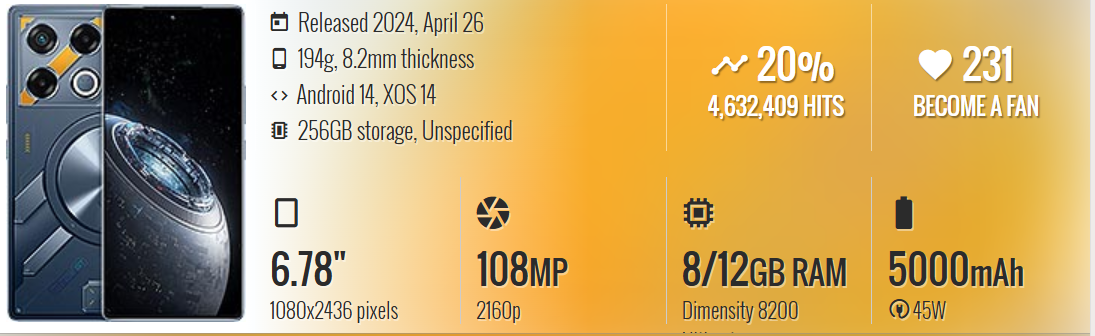 Released 2024, April 26
194g, 8.2mm thickness
Android 14, XOS 14
256GB storage, Unspecified
20%
4,632,409 HITS
231
BECOME A FAN
6.78"
1080x2436 pixels
108MP
2160p
8/12GB RAM
Dimensity 8200
5000mAh
45W